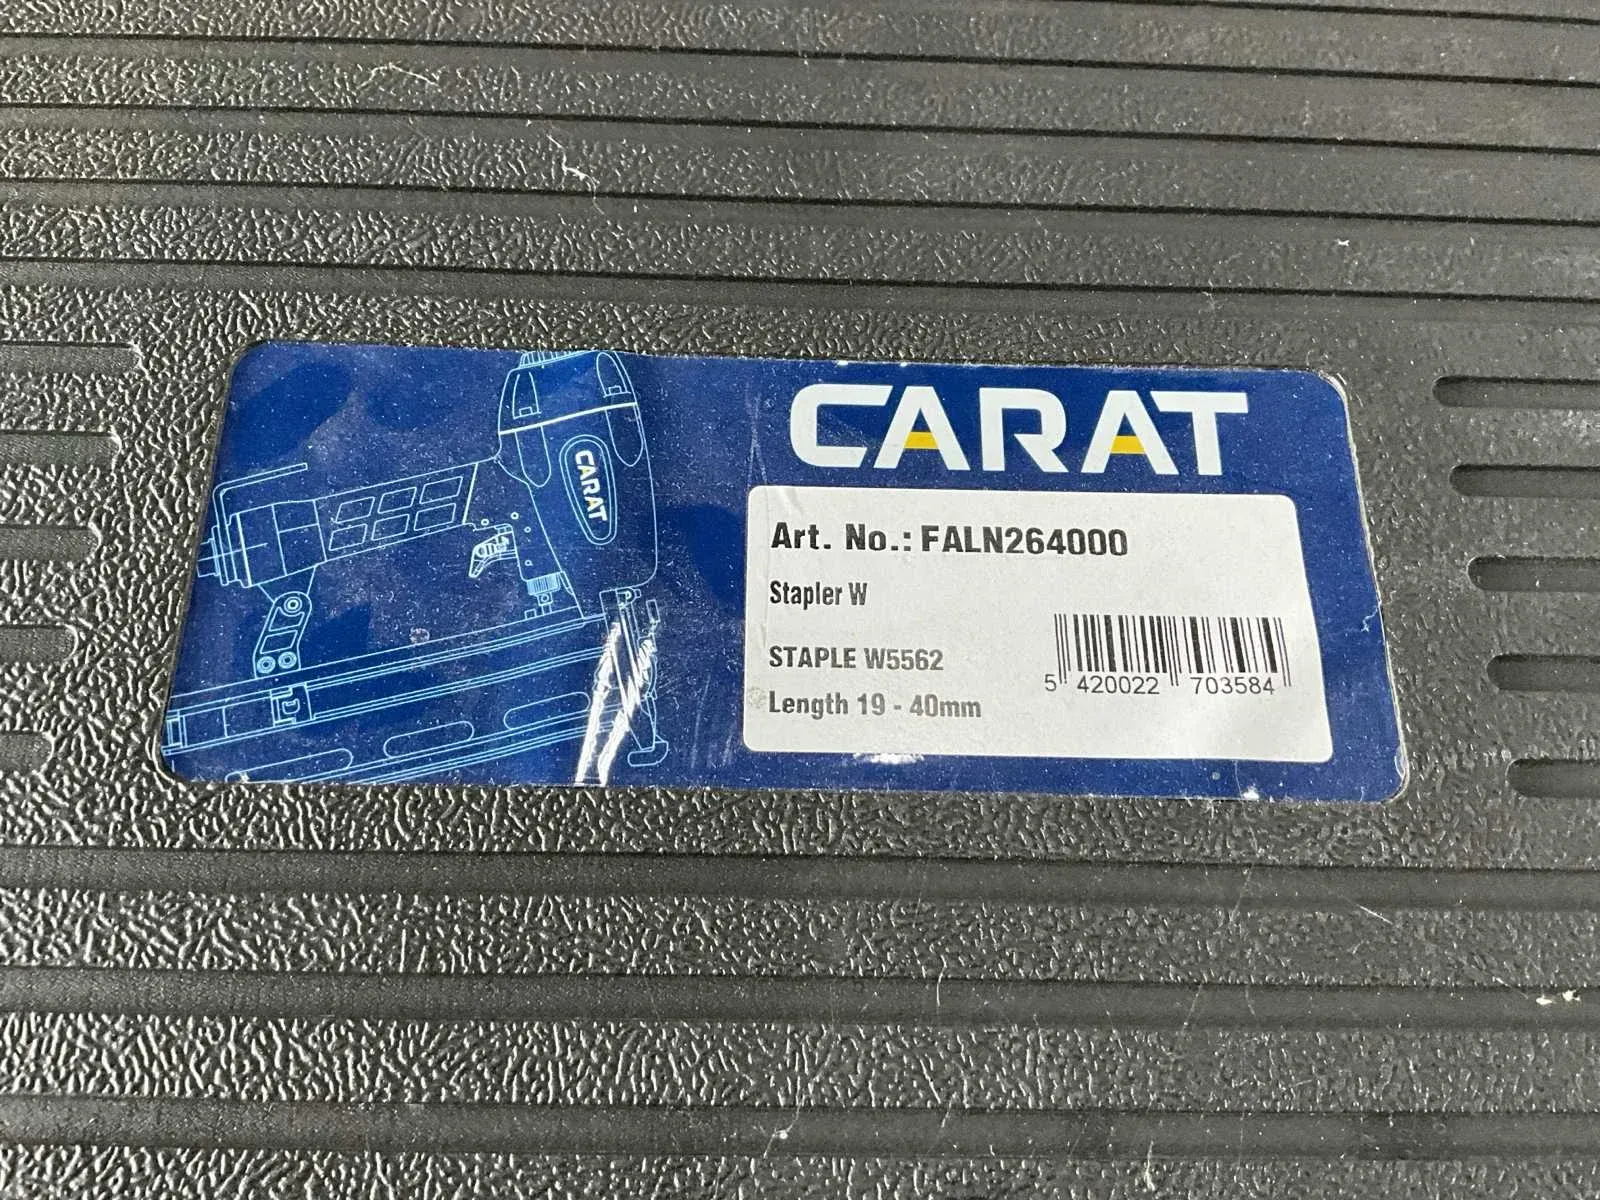 CARAT
CARAT
Art. No.: FALN264000
Stapler W
STAPLE W5562
Length 19 - 40mm
5 420022 703584